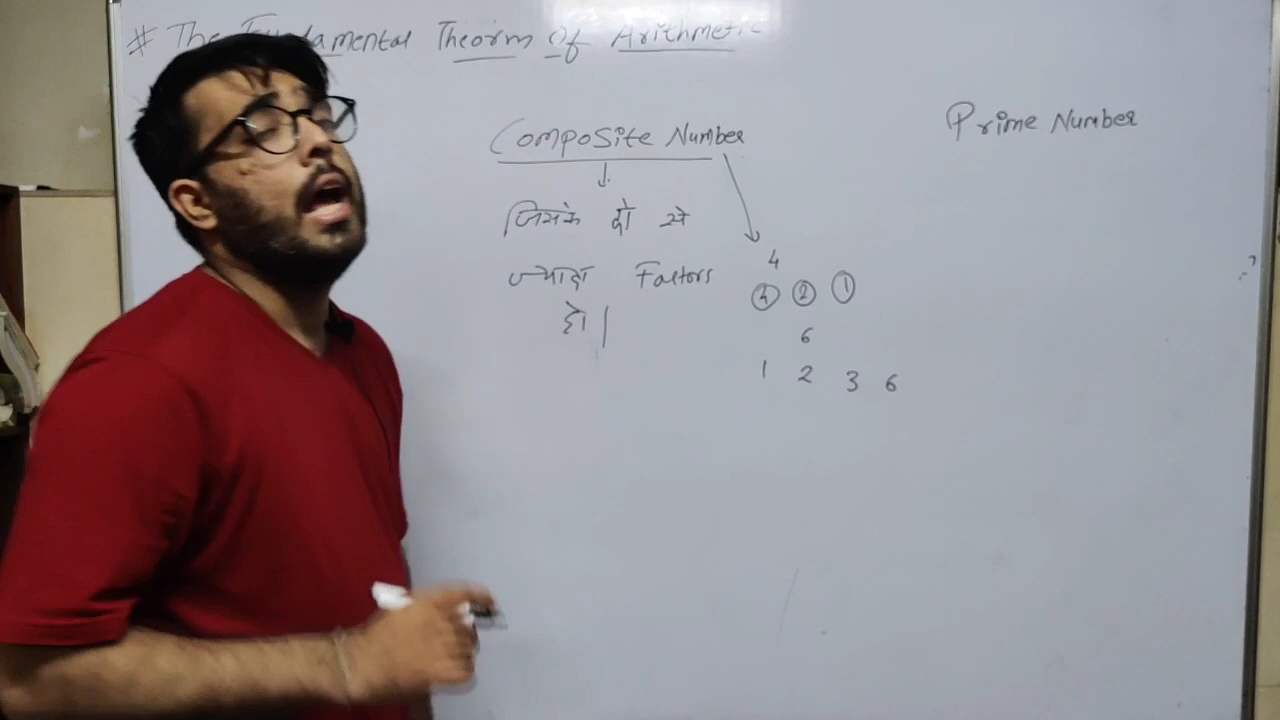 # The Fundamental Theorem Of Arithmetic
Composite Number
Prime Number
जिसके दो से
ज्यादा Factors
हो।
4
4 2 1
6
1 2 3 6